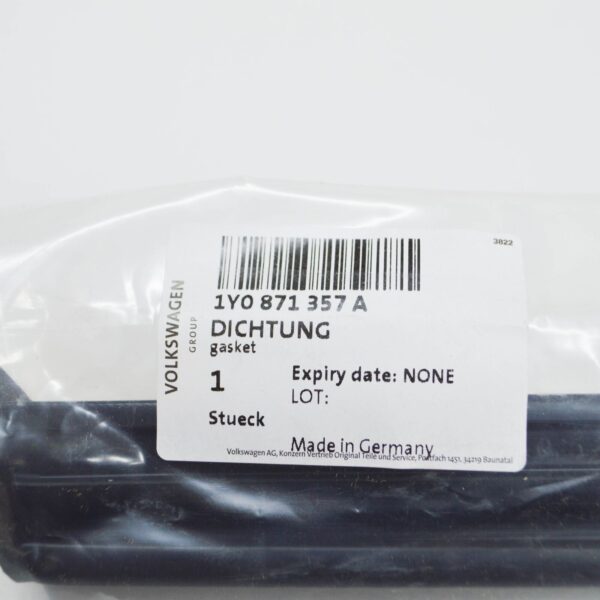 3822
1Y0 871 357 A
VOLKSWAGEN
GROUP
DICHTUNG
gasket
1
Expiry date: NONE
LOT:
Stueck
Made in Germany
Volkswagen AG, Konzern Vertrieb Original Teile und Service, Postfach 1451, 34219 Baunatal